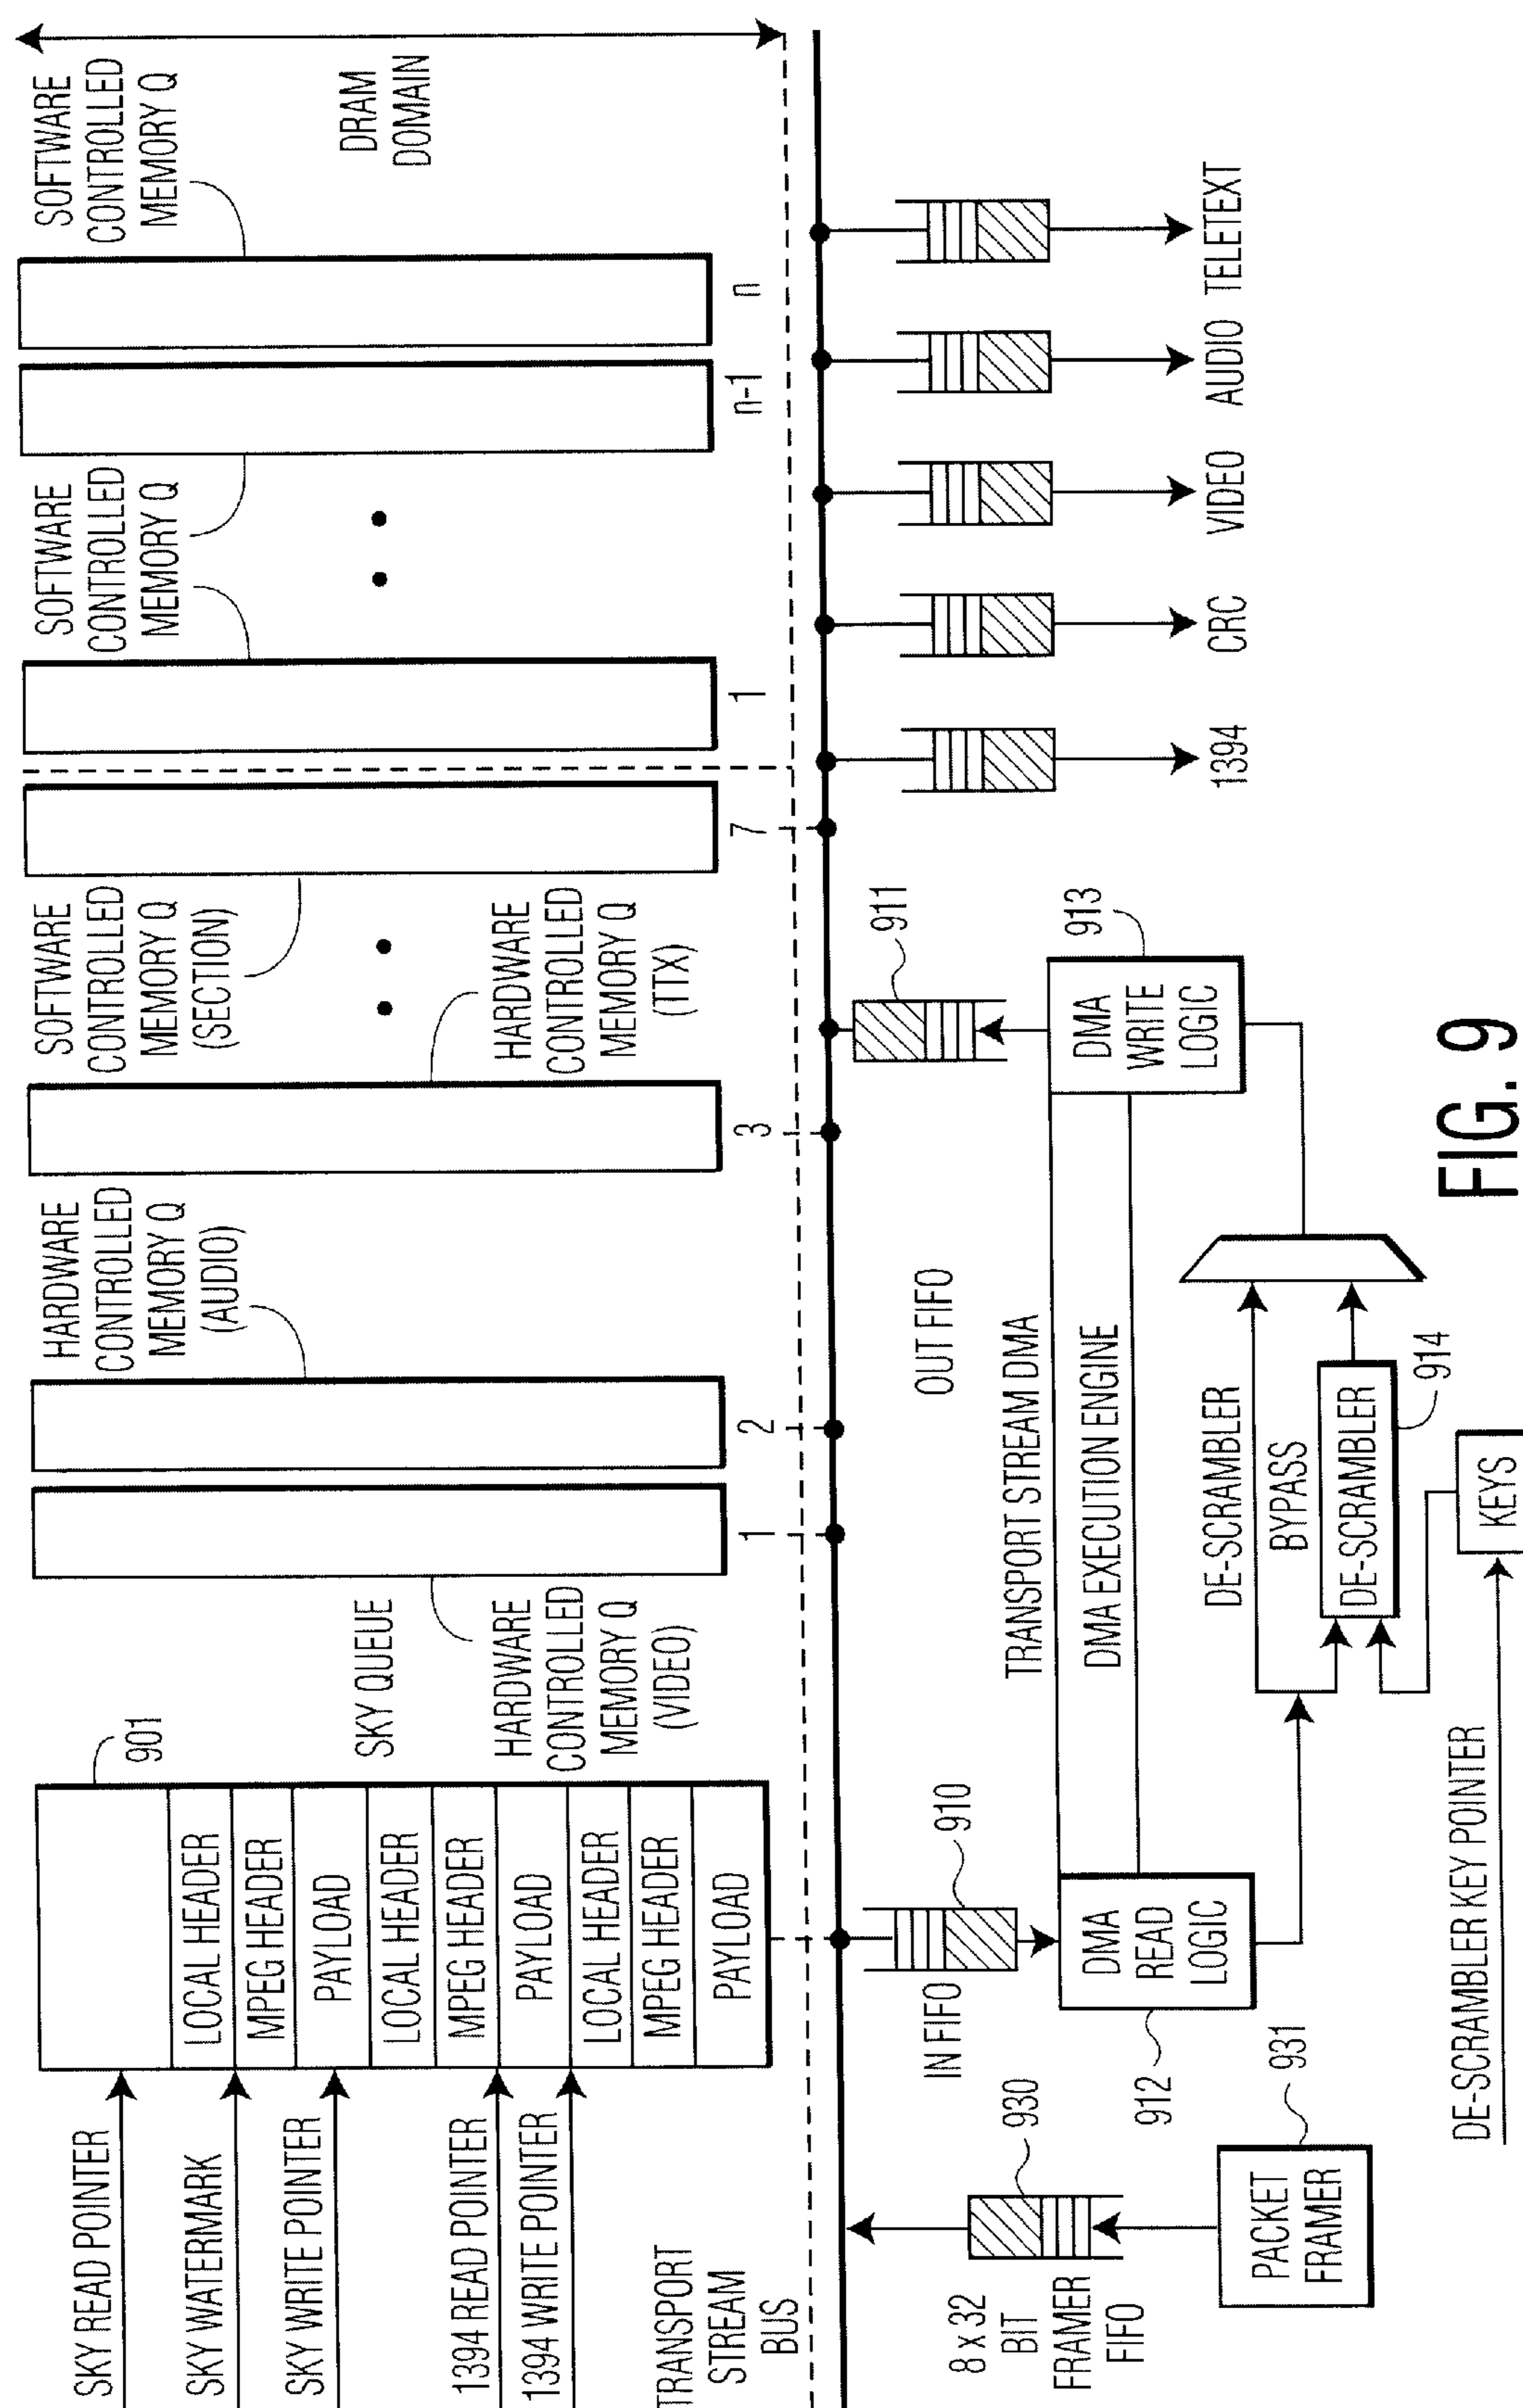 SKY READ POINTER
SKY WATERMARK
SKY WRITE POINTER
1394 READ POINTER
1394 WRITE POINTER
TRANSPORT
STREAM
BUS
901
LOCAL HEADER
MPEG HEADER
PAYLOAD
LOCAL HEADER
MPEG HEADER
PAYLOAD
LOCAL HEADER
MPEG HEADER
PAYLOAD
SKY QUEUE
HARDWARE
CONTROLLED
MEMORY Q
(VIDEO)
1
2
HARDWARE
CONTROLLED
MEMORY Q
(AUDIO)
3
HARDWARE
CONTROLLED
MEMORY Q
(TTX)
SOFTWARE
CONTROLLED
MEMORY Q
(SECTION)
7
1
SOFTWARE
CONTROLLED
MEMORY Q
n-1
n
SOFTWARE
CONTROLLED
MEMORY Q
DRAM
DOMAIN
8 x 32
BIT
FRAMER
FIFO
930
PACKET
FRAMER
931
IN FIFO
910
DMA
READ
LOGIC
912
TRANSPORT STREAM DMA
DMA EXECUTION ENGINE
OUT FIFO
911
DMA
WRITE
LOGIC
913
DE-SCRAMBLER
BYPASS
DE-SCRAMBLER
914
KEYS
DE-SCRAMBLER KEY POINTER
1394
CRC
VIDEO
AUDIO
TELETEXT
FIG. 9